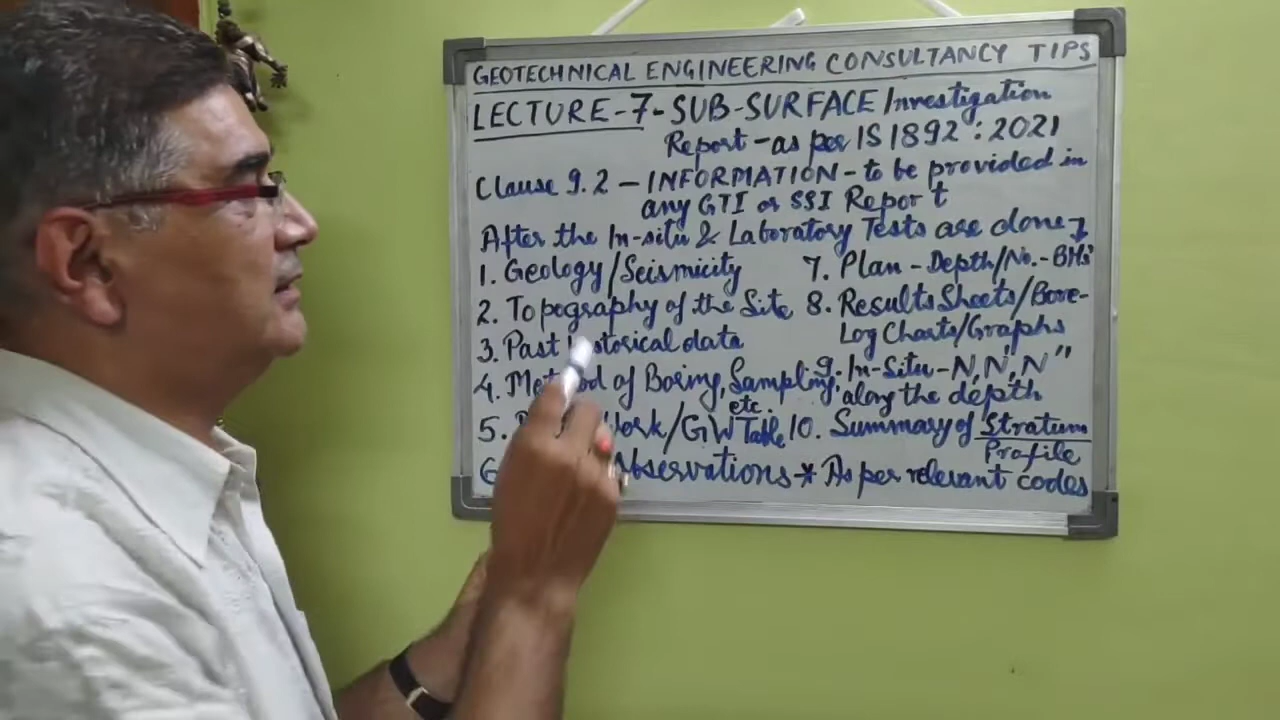 GEOTECHNICAL ENGINEERING CONSULTANCY TIPS
LECTURE-7-SUB-SURFACE Investigation
Report-as per IS 1892:2021
Clause 9.2 - INFORMATION - to be provided in
any GTI or SSI Report
After the In-situ & Laboratory Tests are done
1. Geology/Seismicity
2. Topography of the Site
3. Past data
4. of Boring, Sampling,
etc.
5. /GW Table
Observations
7. Plan - Depth/No.-BHs'
8. Results Sheets/Bore-
Log Charts/Graphs
9. In-Situ-N, N', N"
along the depth
10. Summary of Stratum
Profile
* As per relevant codes